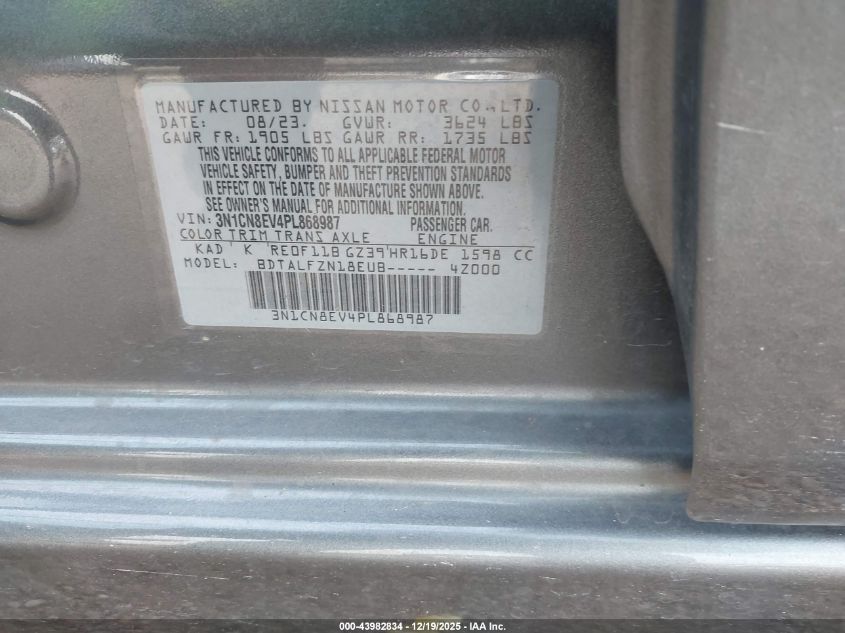 MANUFACTURED BY NISSAN MOTOR CO.,LTD.
DATE: 08/23. GVWR: 3624 LBS
GAWR FR: 1905 LBS GAWR RR: 1735 LBS
THIS VEHICLE CONFORMS TO ALL APPLICABLE FEDERAL MOTOR
VEHICLE SAFETY, BUMPER AND THEFT PREVENTION STANDARDS
IN EFFECT ON THE DATE OF MANUFACTURE SHOWN ABOVE.
SEE OWNER'S MANUAL FOR ADDITIONAL INFORMATION.
VIN: 3N1CN8EV4PL868987 PASSENGER CAR.
COLOR TRIM TRANS AXLE ENGINE
KAD ' K 'RE0F11B GZ39'HR16DE 1598 CC
MODEL: BDTALFZN18EUB----- 4Z000
3N1CN8EV4PL868987
000-43982834 - 12/19/2025 - IAA Inc.